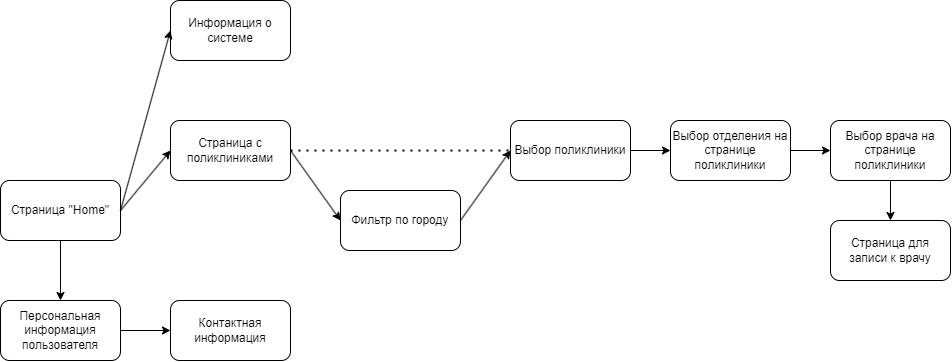 Информация о
системе
Страница с
поликлиниками
Выбор поликлиники
Выбор отделения на
странице
поликлиники
Выбор врача на
странице
поликлиники
Страница "Home"
Фильтр по городу
Страница для
записи к врачу
Персональная
информация
пользователя
Контактная
информация